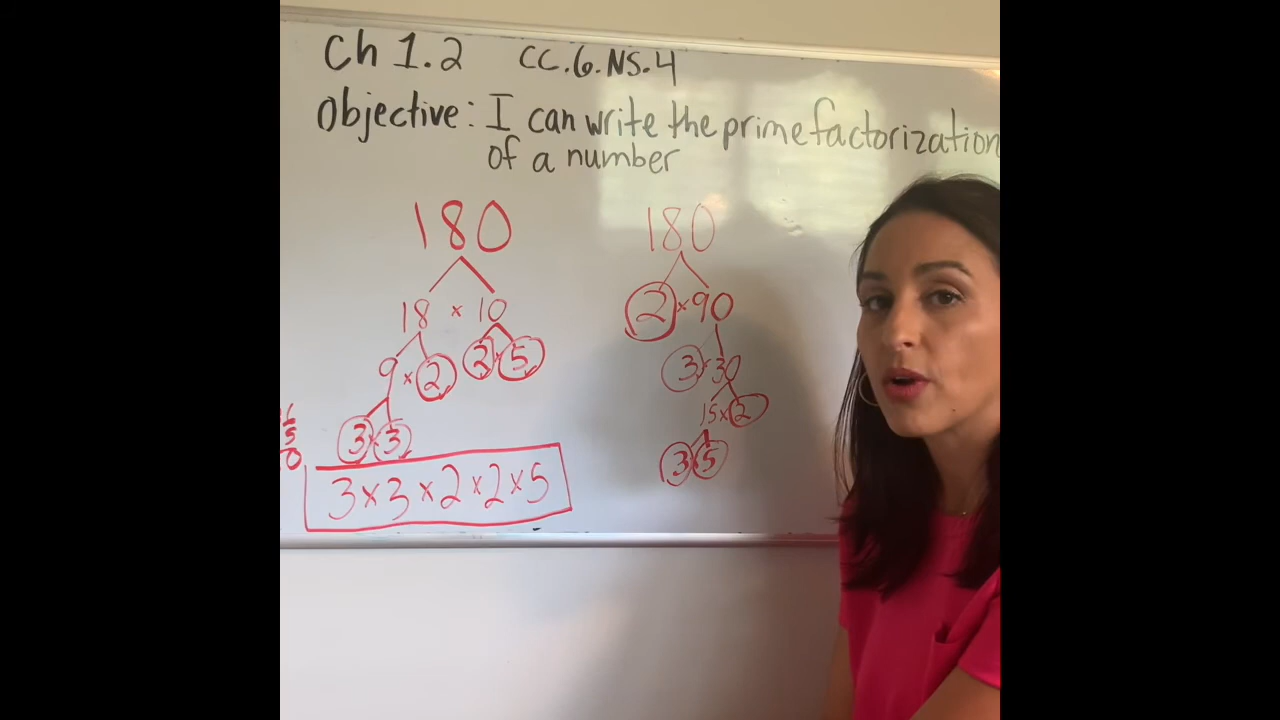 Ch 1.2 CC.6.NS.4
Objective: I can write the prime factorization
of a number
180
18 × 10
9 × 2 2 · 5
3 · 3
3 × 3 × 2 × 2 × 5
180
2 × 90
3 · 30
15 × 2
3 5
5
0